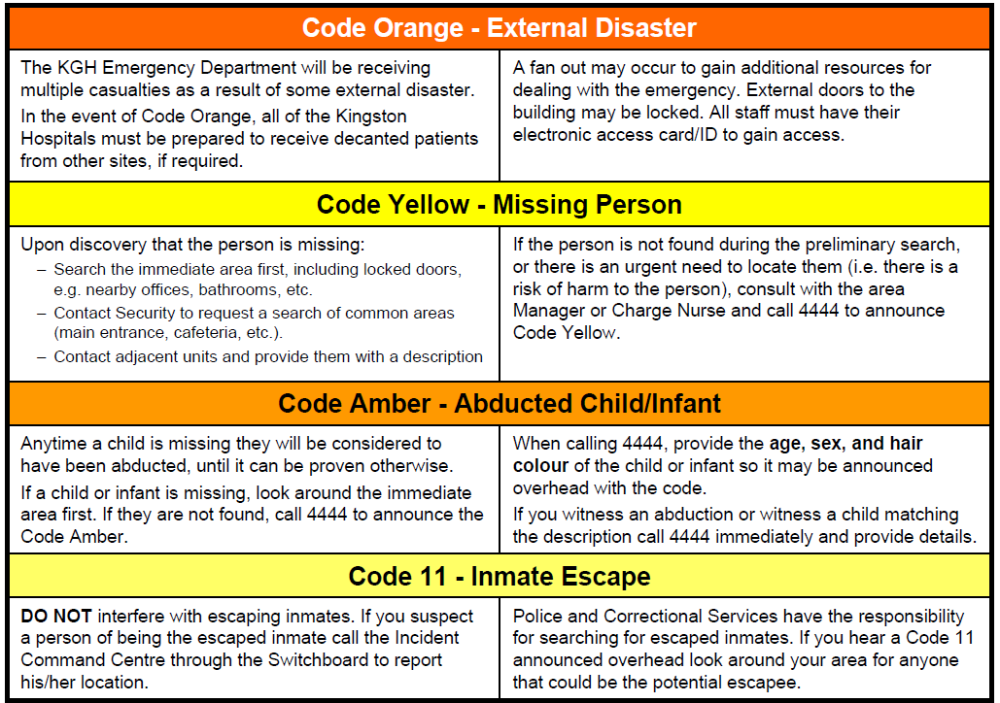 Code Orange - External Disaster
The KGH Emergency Department will be receiving
multiple casualties as a result of some external disaster.
In the event of Code Orange, all of the Kingston
Hospitals must be prepared to receive decanted patients
from other sites, if required.
A fan out may occur to gain additional resources for
dealing with the emergency. External doors to the
building may be locked. All staff must have their
electronic access card/ID to gain access.
Code Yellow - Missing Person
Upon discovery that the person is missing:
– Search the immediate area first, including locked doors,
e.g. nearby offices, bathrooms, etc.
– Contact Security to request a search of common areas
(main entrance, cafeteria, etc.).
– Contact adjacent units and provide them with a description
If the person is not found during the preliminary search,
or there is an urgent need to locate them (i.e. there is a
risk of harm to the person), consult with the area
Manager or Charge Nurse and call 4444 to announce
Code Yellow.
Code Amber - Abducted Child/Infant
Anytime a child is missing they will be considered to
have been abducted, until it can be proven otherwise.
If a child or infant is missing, look around the immediate
area first. If they are not found, call 4444 to announce the
Code Amber.
When calling 4444, provide the age, sex, and hair
colour of the child or infant so it may be announced
overhead with the code.
If you witness an abduction or witness a child matching
the description call 4444 immediately and provide details.
Code 11 - Inmate Escape
DO NOT interfere with escaping inmates. If you suspect
a person of being the escaped inmate call the Incident
Command Centre through the Switchboard to report
his/her location.
Police and Correctional Services have the responsibility
for searching for escaped inmates. If you hear a Code 11
announced overhead look around your area for anyone
that could be the potential escapee.